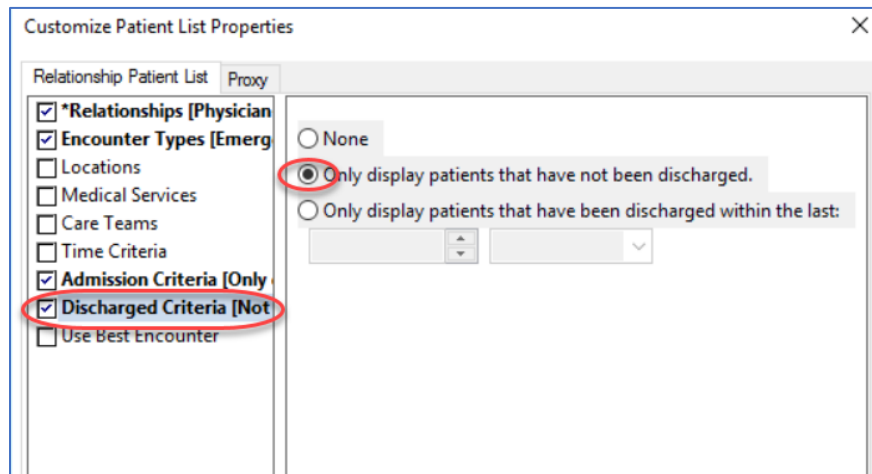 Customize Patient List Properties
Relationship Patient List
Proxy
*Relationships [Physician
Encounter Types [Emerg
Locations
Medical Services
Care Teams
Time Criteria
Admission Criteria [Only
Discharged Criteria [Not
Use Best Encounter
None
Only display patients that have not been discharged.
Only display patients that have been discharged within the last: